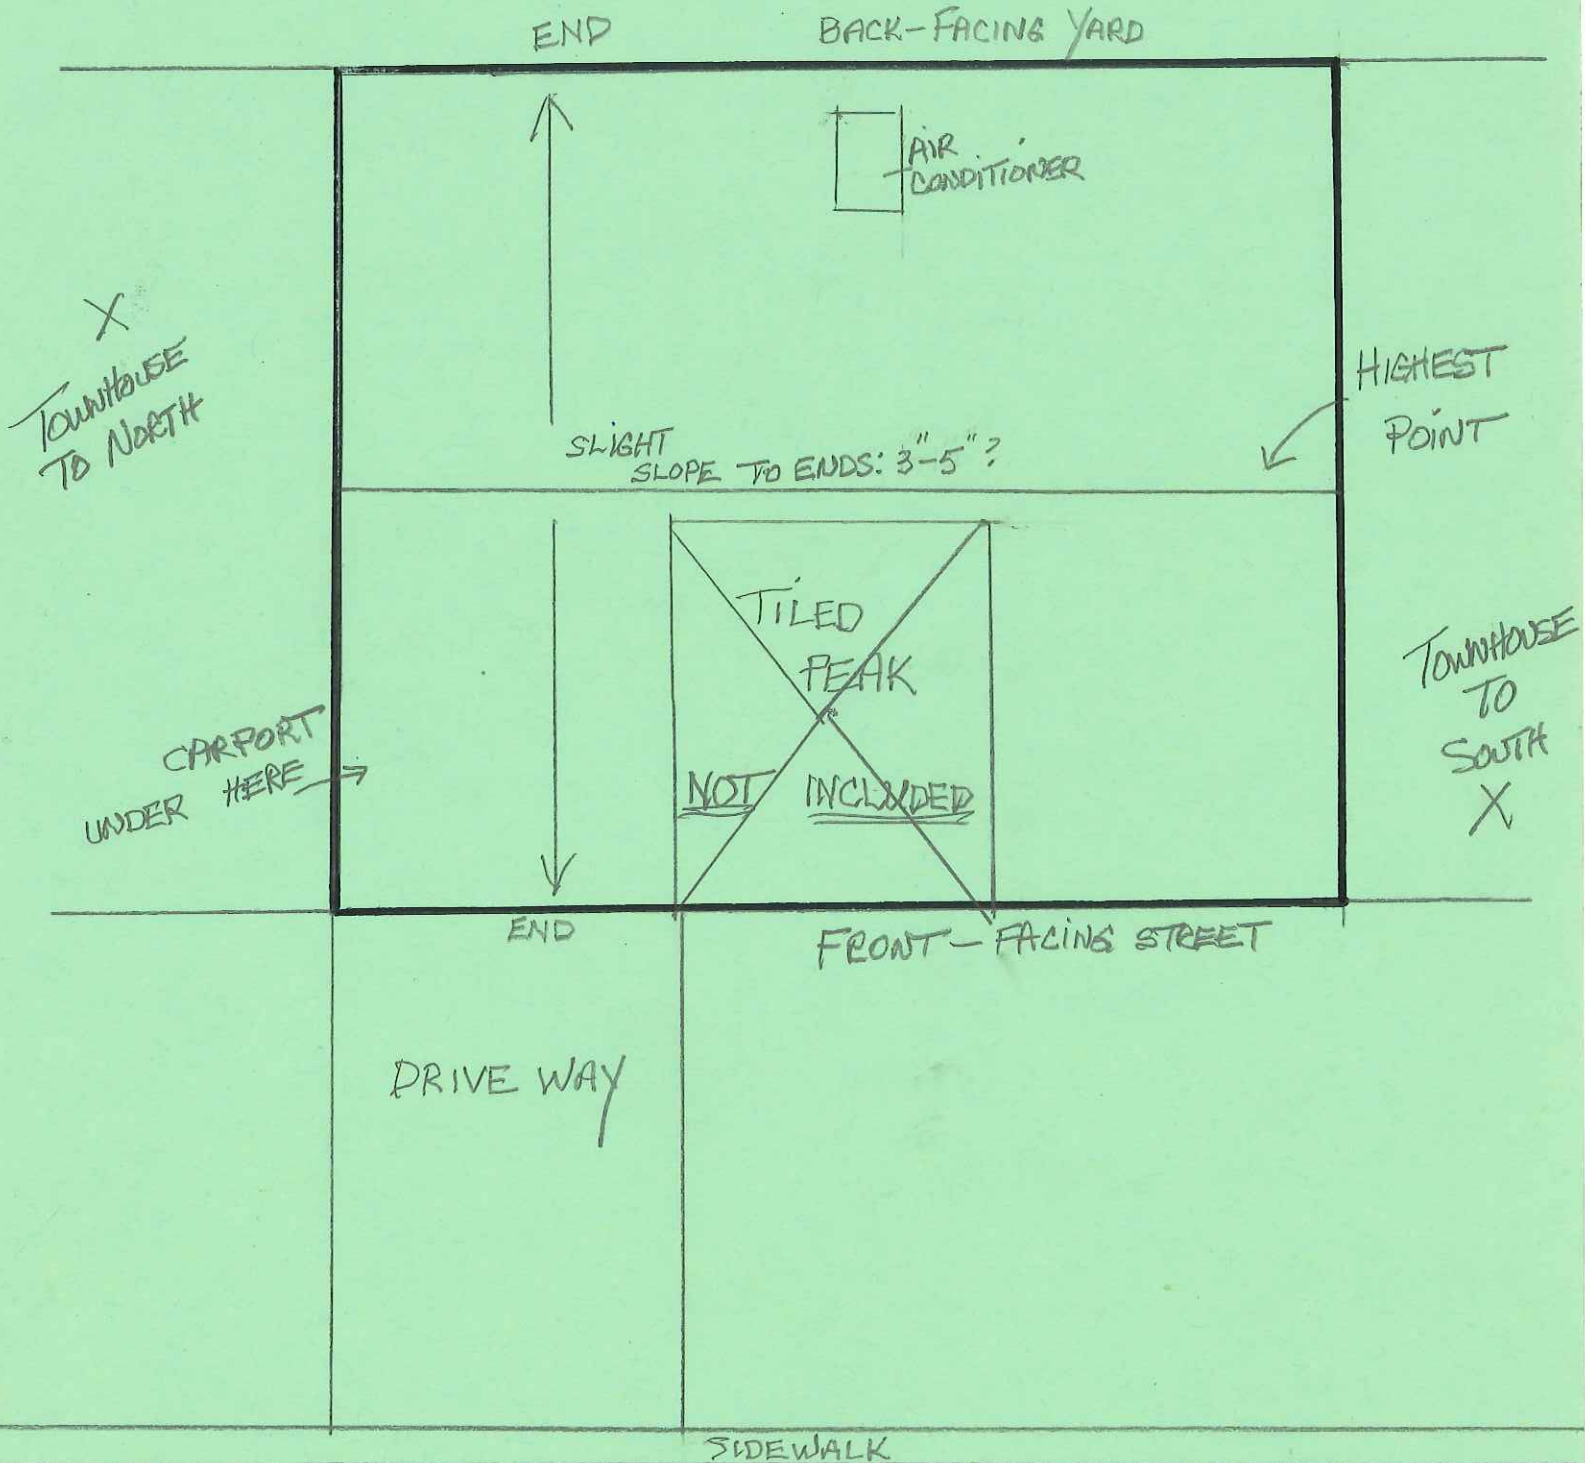 END
BACK-FACING YARD
AIR
CONDITIONER
X
TOWNHOUSE
TO NORTH
HIGHEST
POINT
SLIGHT
SLOPE TO ENDS: 3"-5"?
TILED
PEAK
NOT INCLUDED
TOWNHOUSE
TO
SOUTH
X
CARPORT
UNDER HERE
END
FRONT-FACING STREET
DRIVE WAY
SIDEWALK